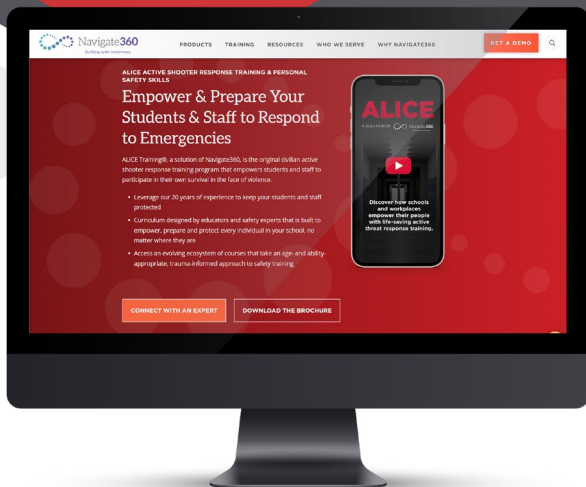 Navigate360
Building safer tomorrows.
PRODUCTS TRAINING RESOURCES WHO WE SERVE WHY NAVIGATE360
GET A DEMO
ALICE ACTIVE SHOOTER RESPONSE TRAINING & PERSONAL
SAFETY SKILLS
Empower & Prepare Your
Students & Staff to Respond
to Emergencies
ALICE Training®, a solution of Navigate360, is the original civilian active
shooter response training program that empowers students and staff to
participate in their own survival in the face of violence.
• Leverage our 20 years of experience to keep your students and staff
protected
• Curriculum designed by educators and safety experts that is built to
empower, prepare and protect every individual in your school, no
matter where they are
• Access an evolving ecosystem of courses that take an age- and ability-
appropriate, trauma-informed approach to safety training
CONNECT WITH AN EXPERT DOWNLOAD THE BROCHURE
ALICE
A SOLUTION OF Navigate360
Discover how schools
and workplaces
empower their people
with life-saving active
threat response training.